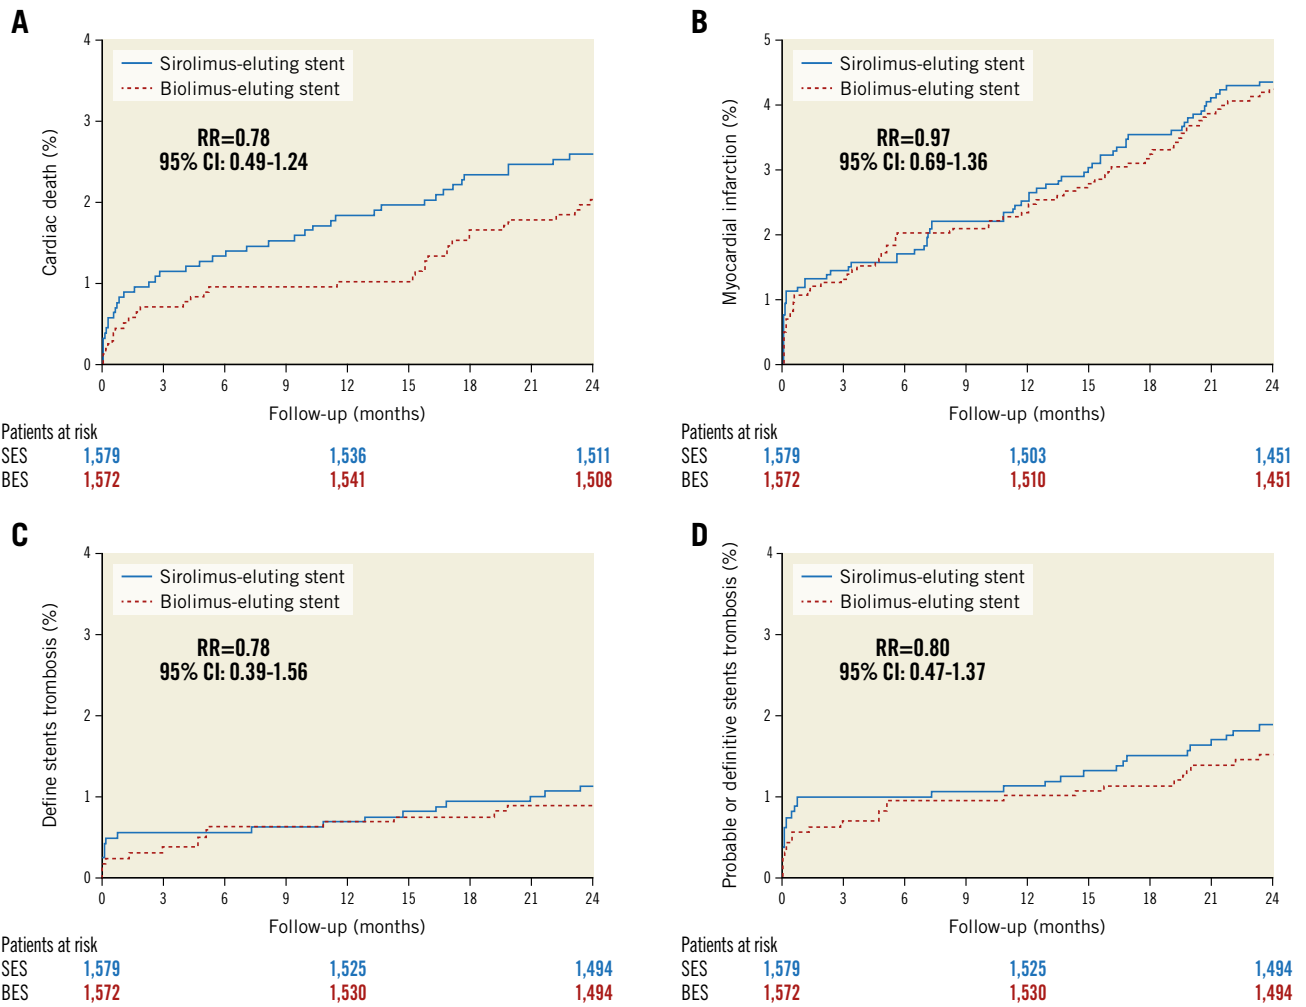 A
Cardiac death (%)
4
3
2
1
0
Sirolimus-eluting stent
Biolimus-eluting stent
RR=0.78
95% CI: 0.49-1.24
0 3 6 9 12 15 18 21 24
Follow-up (months)
Patients at risk
SES 1,579 1,536 1,511
BES 1,572 1,541 1,508
B
Myocardial infarction (%)
5
4
3
2
1
0
Sirolimus-eluting stent
Biolimus-eluting stent
RR=0.97
95% CI: 0.69-1.36
0 3 6 9 12 15 18 21 24
Follow-up (months)
Patients at risk
SES 1,579 1,503 1,451
BES 1,572 1,510 1,451
C
Define stents trombosis (%)
4
3
2
1
0
Sirolimus-eluting stent
Biolimus-eluting stent
RR=0.78
95% CI: 0.39-1.56
0 3 6 9 12 15 18 21 24
Follow-up (months)
Patients at risk
SES 1,579 1,525 1,494
BES 1,572 1,530 1,494
D
Probable or definitive stents trombosis (%)
4
3
2
1
0
Sirolimus-eluting stent
Biolimus-eluting stent
RR=0.80
95% CI: 0.47-1.37
0 3 6 9 12 15 18 21 24
Follow-up (months)
Patients at risk
SES 1,579 1,525 1,494
BES 1,572 1,530 1,494